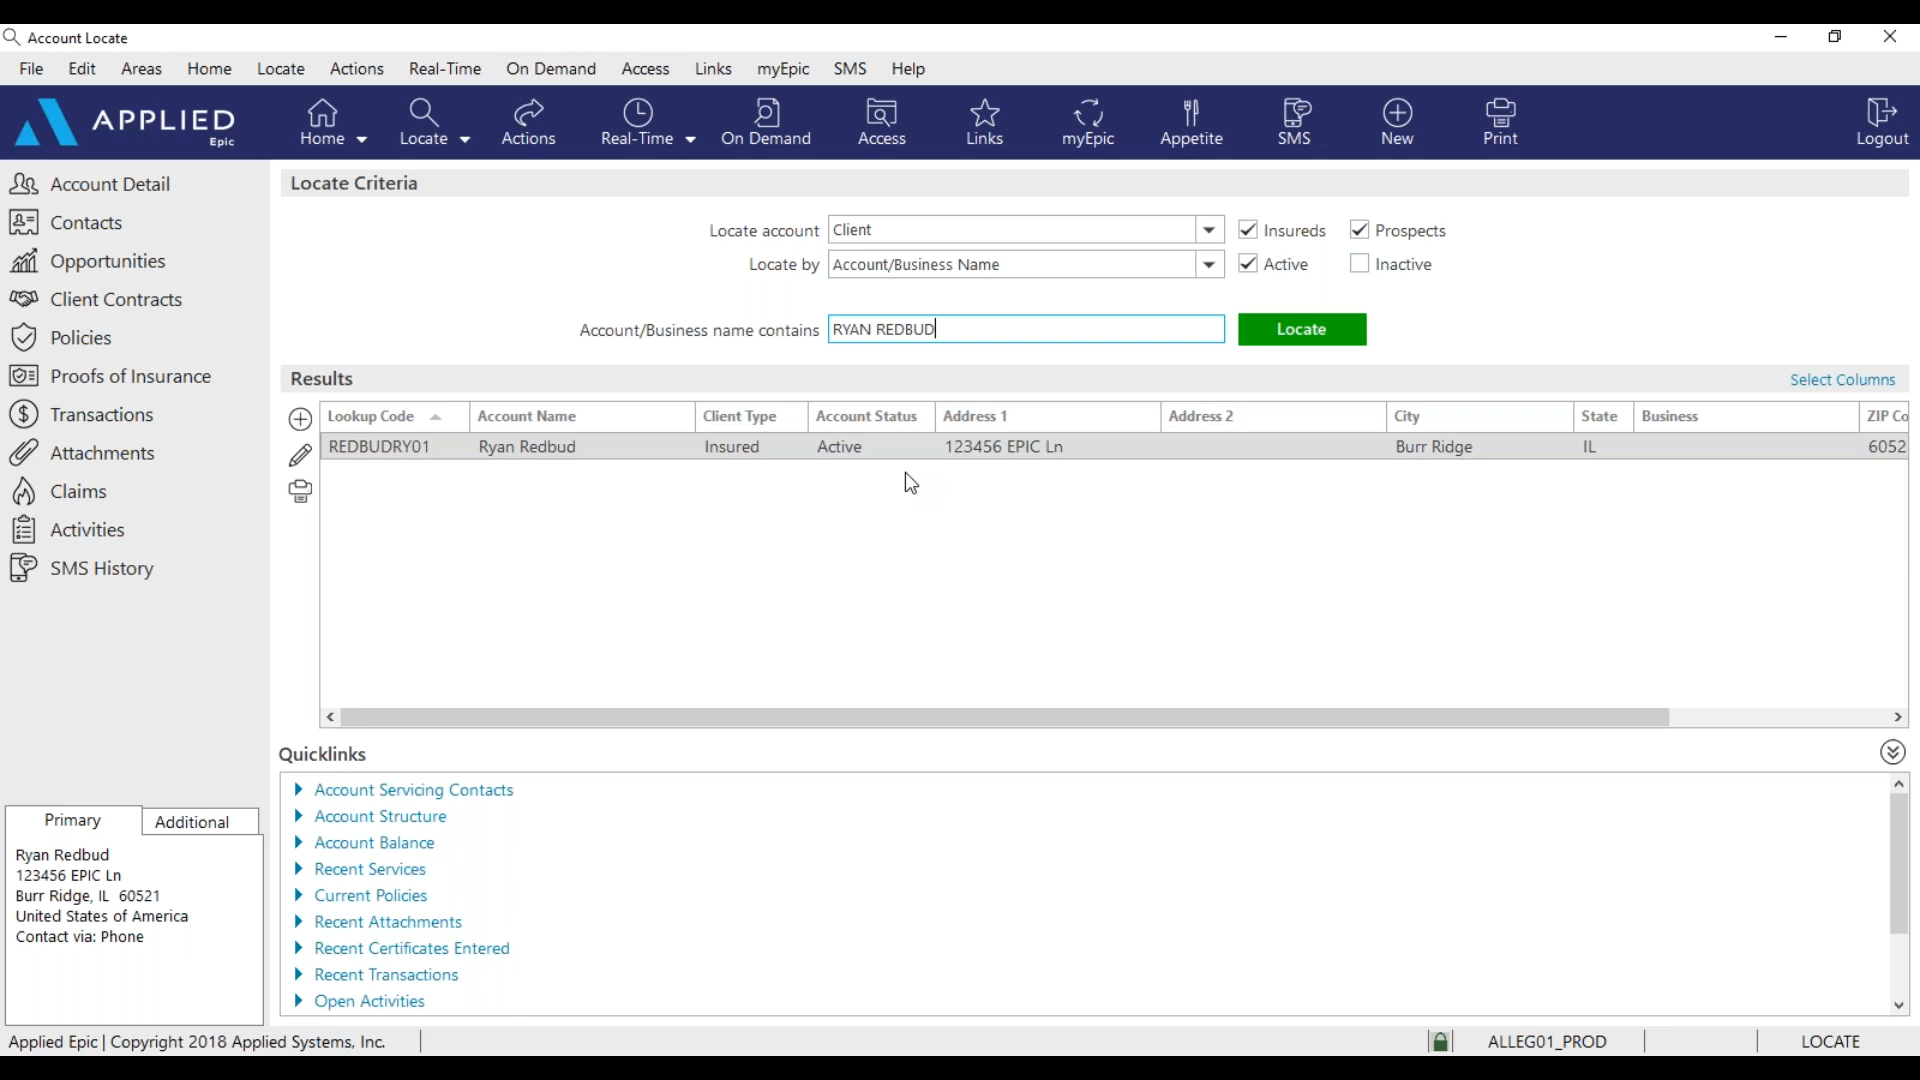 Account Locate
File Edit Areas Home Locate Actions Real-Time On Demand Access Links myEpic SMS Help
APPLIED
Epic
Home Locate Actions Real-Time On Demand Access Links myEpic Appetite SMS New Print Logout
Account Detail
Contacts
Opportunities
Client Contracts
Policies
Proofs of Insurance
Transactions
Attachments
Claims
Activities
SMS History
Locate Criteria
Locate account Client Insureds Prospects
Locate by Account/Business Name Active Inactive
Account/Business name contains RYAN REDBUD Locate
Results Select Columns
Lookup Code Account Name Client Type Account Status Address 1 Address 2 City State Business ZIP Co
REDBUDRY01 Ryan Redbud Insured Active 123456 EPIC Ln Burr Ridge IL 6052
Quicklinks
Account Servicing Contacts
Account Structure
Account Balance
Recent Services
Current Policies
Recent Attachments
Recent Certificates Entered
Recent Transactions
Open Activities
Primary Additional
Ryan Redbud
123456 EPIC Ln
Burr Ridge, IL 60521
United States of America
Contact via: Phone
Applied Epic | Copyright 2018 Applied Systems, Inc. ALLEG01_PROD LOCATE